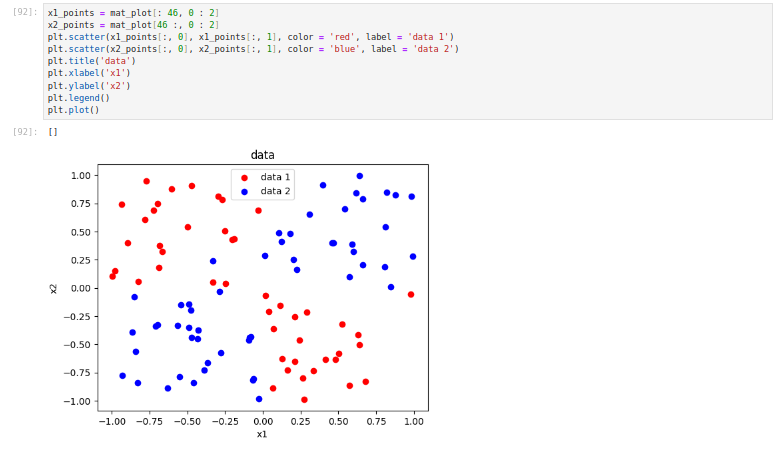 [92]: x1_points = mat_plot[: 46, 0 : 2]
x2_points = mat_plot[46 :, 0 : 2]
plt.scatter(x1_points[:, 0], x1_points[:, 1], color = 'red', label = 'data 1')
plt.scatter(x2_points[:, 0], x2_points[:, 1], color = 'blue', label = 'data 2')
plt.title('data')
plt.xlabel('x1')
plt.ylabel('x2')
plt.legend()
plt.plot()
[92]: []
data
data 1
data 2
1.00
0.75
0.50
0.25
0.00
−0.25
−0.50
−0.75
−1.00
x2
−1.00 −0.75 −0.50 −0.25 0.00 0.25 0.50 0.75 1.00
x1